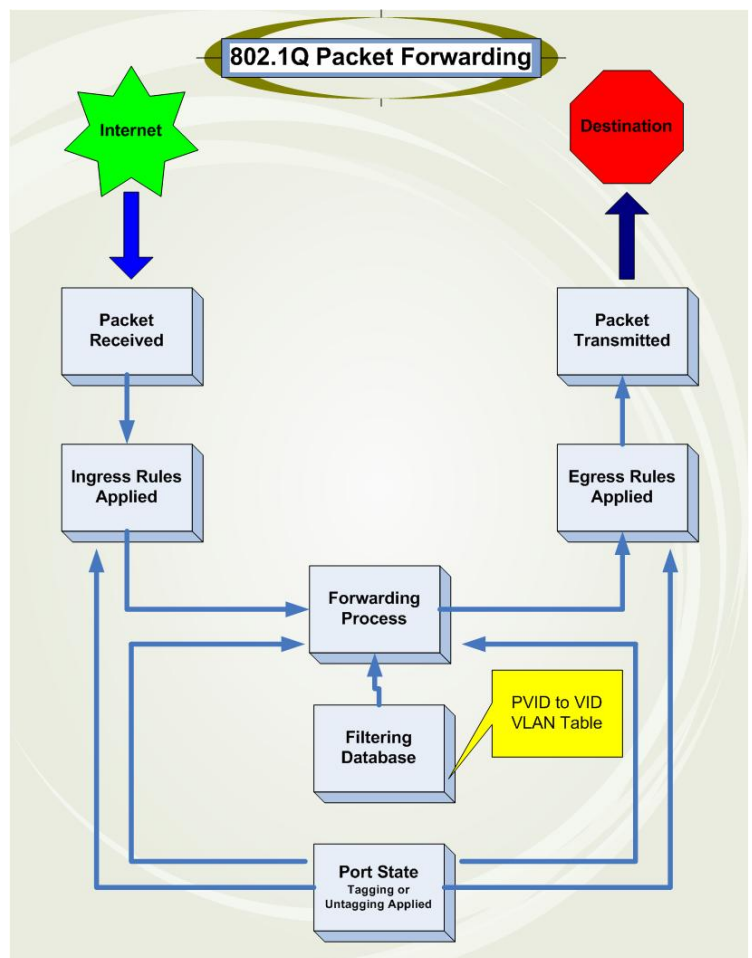 802.1Q Packet Forwarding
Internet
Destination
Packet
Received
Packet
Transmitted
Ingress Rules
Applied
Egress Rules
Applied
Forwarding
Process
PVID to VID
VLAN Table
Filtering
Database
Port State
Tagging or
Untagging Applied